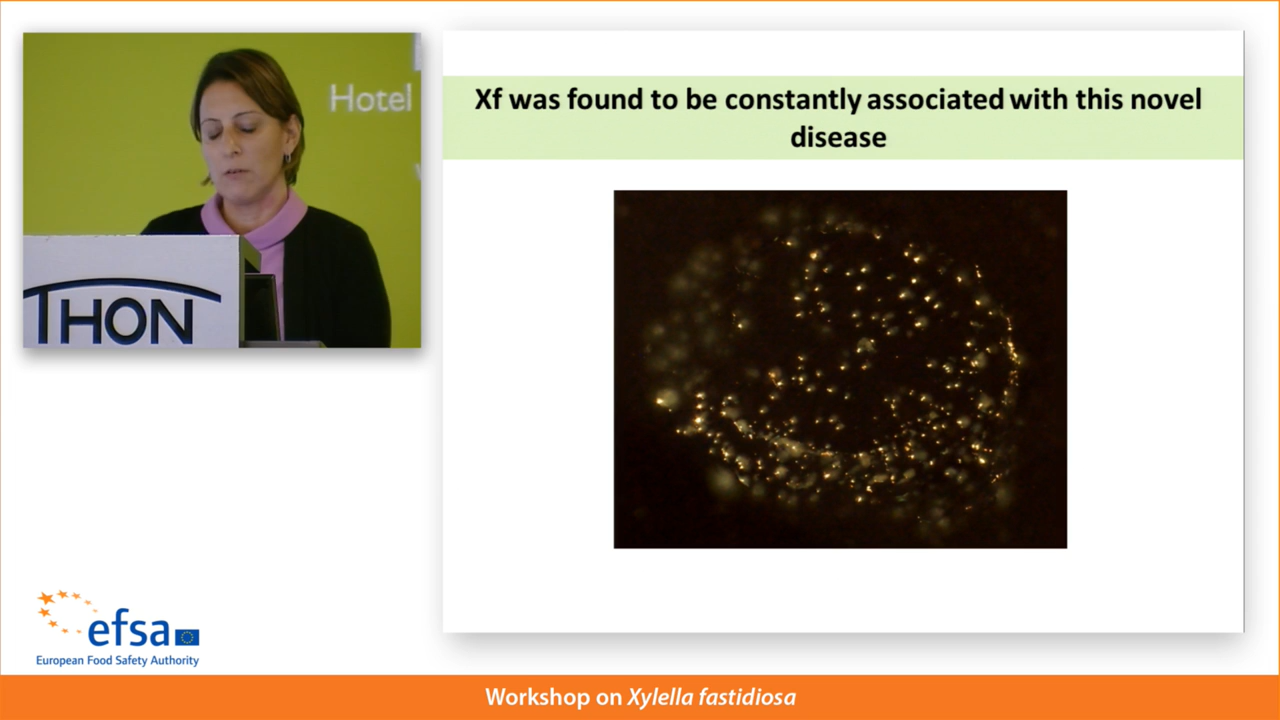 Hotel
THON
Xf was found to be constantly associated with this novel
disease
efsa
European Food Safety Authority
Workshop on Xylella fastidiosa